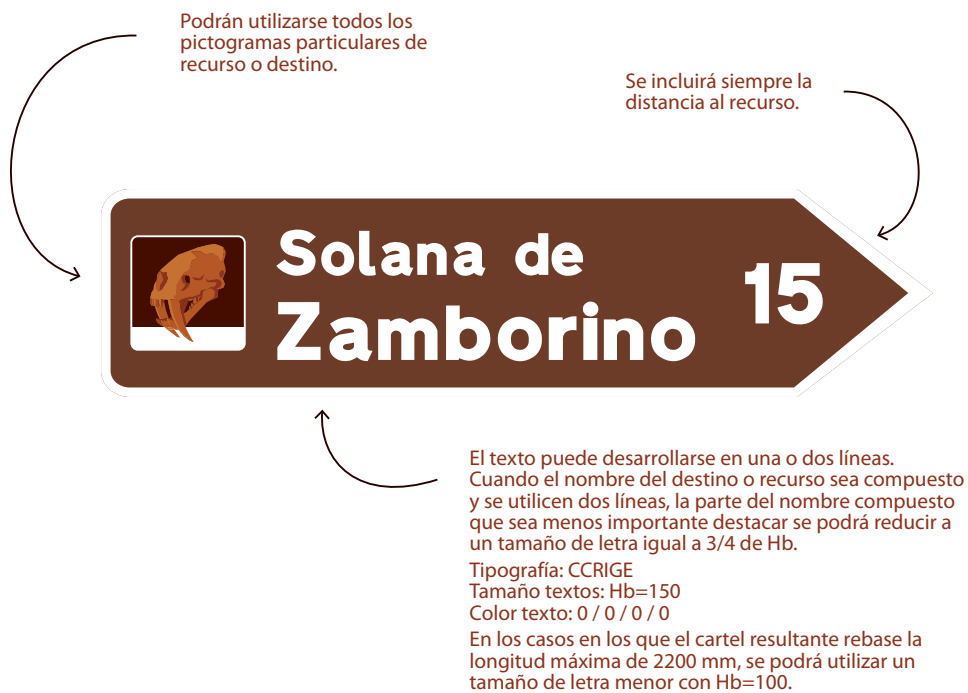 Podrán utilizarse todos los
pictogramas particulares de
recurso o destino.
Se incluirá siempre la
distancia al recurso.
Solana de
Zamborino
15
El texto puede desarrollarse en una o dos líneas.
Cuando el nombre del destino o recurso sea compuesto
y se utilicen dos líneas, la parte del nombre compuesto
que sea menos importante destacar se podrá reducir a
un tamaño de letra igual a 3/4 de Hb.
Tipografía: CCRIGE
Tamaño textos: Hb=150
Color texto: 0 / 0 / 0 / 0
En los casos en los que el cartel resultante rebase la
longitud máxima de 2200 mm, se podrá utilizar un
tamaño de letra menor con Hb=100.